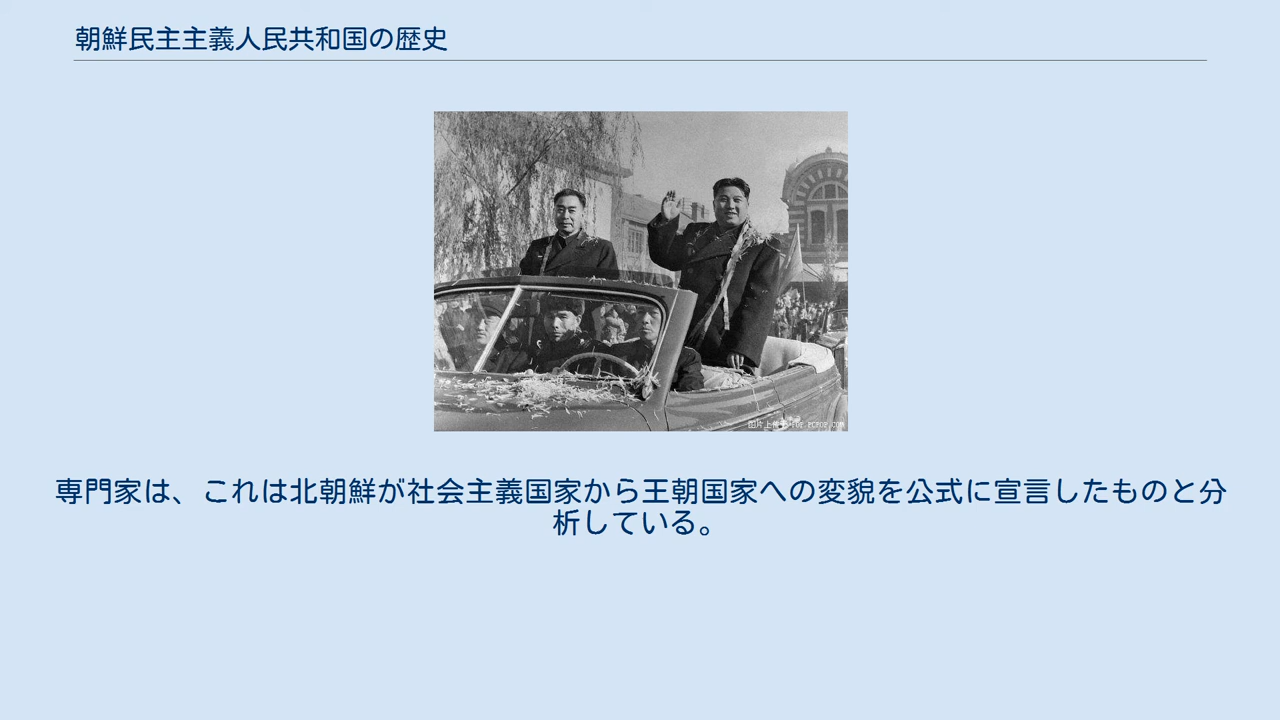 朝鮮民主主義人民共和国の歴史
専門家は、これは北朝鮮が社会主義国家から王朝国家への変貌を公式に宣言したものと分
析している。